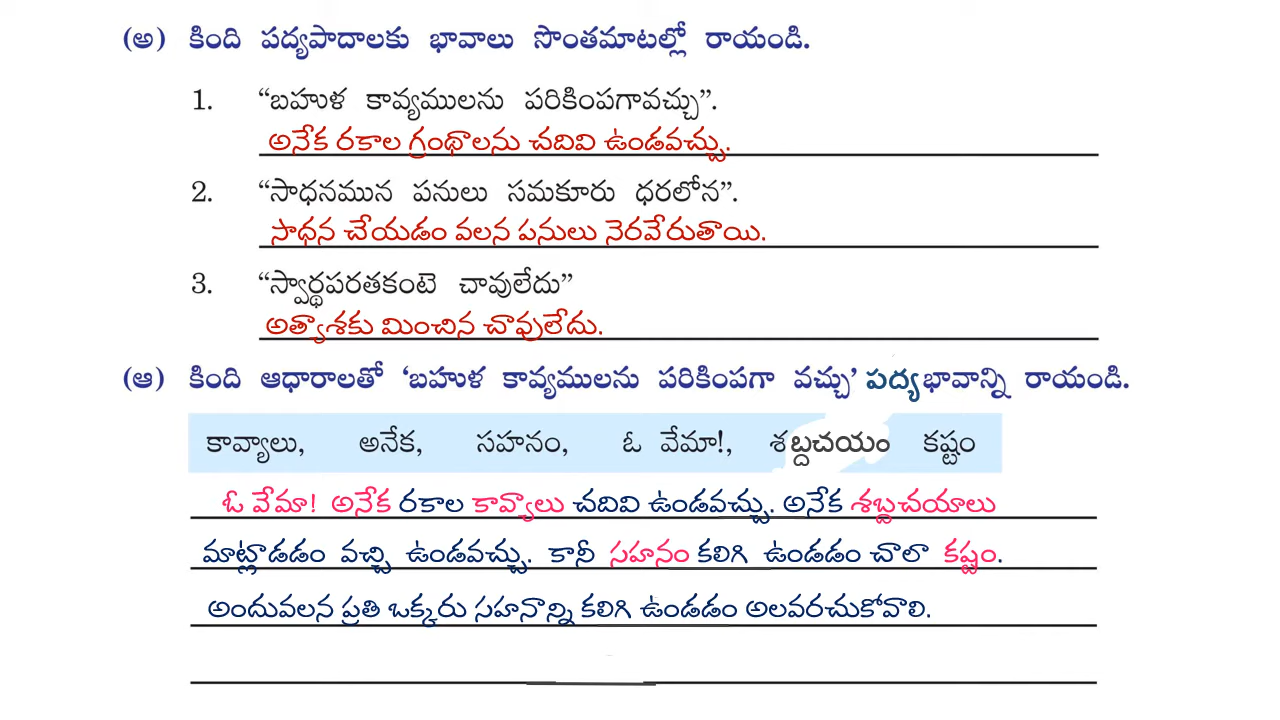 (అ) కింది పద్యపాదాలకు భావాలు సొంతమాటల్లో రాయండి.
1. “బహుళ కావ్యములను పరికింపగావచ్చు”.
అనేక రకాల గ్రంథాలను చదివి ఉండవచ్చు.
2. “సాధనమున పనులు సమకూరు ధరలోన”.
సాధన చేయడం వలన పనులు నెరవేరుతాయి.
3. “స్వార్థపరతకంటె చావులేదు”
అత్యాశకు మించిన చావులేదు.
(ఆ) కింది ఆధారాలతో ‘బహుళ కావ్యములను పరికింపగా వచ్చు’ పద్యభావాన్ని రాయండి.
కావ్యాలు, అనేక, సహనం, ఓ వేమా!, శబ్దచయం కష్టం
ఓ వేమా! అనేక రకాల కావ్యాలు చదివి ఉండవచ్చు. అనేక శబ్దచయాలు
మాట్లాడడం వచ్చి ఉండవచ్చు. కానీ సహనం కలిగి ఉండడం చాలా కష్టం.
అందువలన ప్రతి ఒక్కరు సహనాన్ని కలిగి ఉండడం అలవరచుకోవాలి.